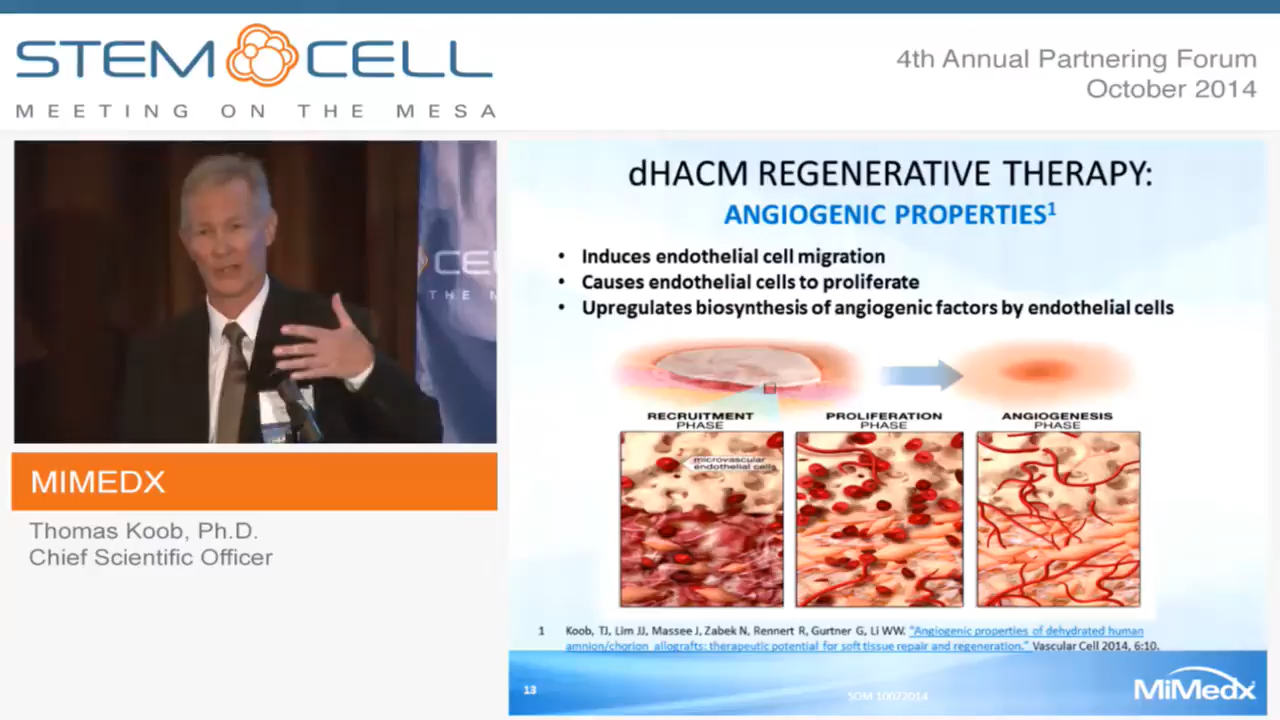 STEM CELL
MEETING ON THE MESA
4th Annual Partnering Forum
October 2014
CEL
THE M
MIMEDX
Thomas Koob, Ph.D.
Chief Scientific Officer
dHACM REGENERATIVE THERAPY:
ANGIOGENIC PROPERTIES1
• Induces endothelial cell migration
• Causes endothelial cells to proliferate
• Upregulates biosynthesis of angiogenic factors by endothelial cells
RECRUITMENT
PHASE
PROLIFERATION
PHASE
ANGIOGENESIS
PHASE
microvascular
endothelial cells
1 Koob, TJ, Lim JJ, Massee J, Zabek N, Rennert R, Gurtner G, Li WW. "Angiogenic properties of dehydrated human
amnion/chorion allografts: therapeutic potential for soft tissue repair and regeneration." Vascular Cell 2014, 6:10.
13
SOM 10072014
MiMedx